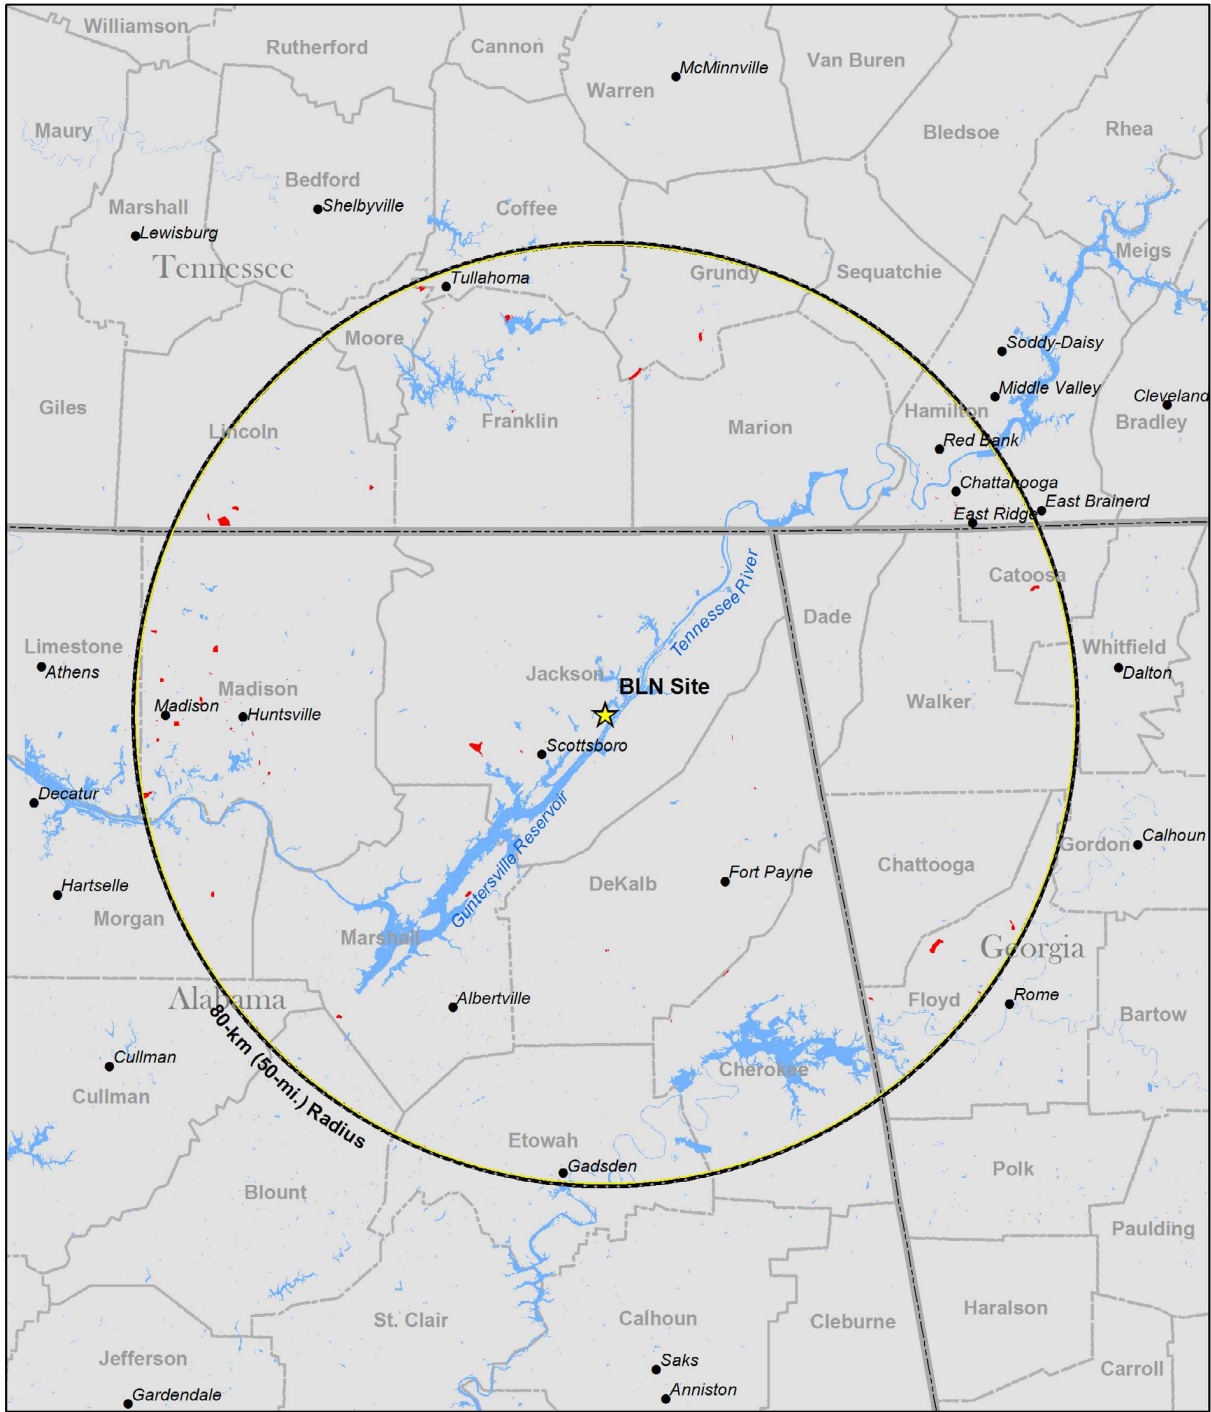 Williamson
Rutherford
Cannon
McMinnville
Van Buren
Warren
Maury
Bledsoe
Rhea
Bedford
Marshall
Shelbyville
Coffee
Lewisburg
Meigs
Tennessee
Grundy
Sequatchie
Tullahoma
Moore
Soddy-Daisy
Middle Valley
Cleveland
Giles
Hamilton
Lincoln
Franklin
Marion
Bradley
Red Bank
Chattanooga
East Ridge
East Brainerd
Catoosa
Tennessee River
Dade
Limestone
Whitfield
Athens
Dalton
Jackson
BLN Site
Madison
Walker
Madison
Huntsville
Scottsboro
Decatur
Guntersville Reservoir
Calhoun
Gordon
Chattooga
Fort Payne
DeKalb
Hartselle
Morgan
Marshall
Georgia
Alabama
Albertville
Floyd
Rome
Bartow
80-km (50-mi.) Radius
Cullman
Cherokee
Cullman
Etowah
Gadsden
Polk
Blount
Paulding
Haralson
St. Clair
Calhoun
Cleburne
Jefferson
Saks
Carroll
Gardendale
Anniston